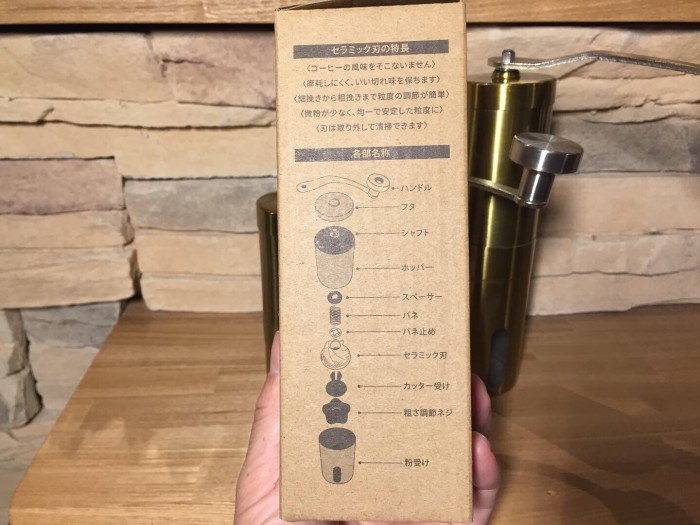 セラミック刃の特長
〈コーヒーの風味をそこないません〉
〈摩耗しにくく、いい切れ味を保ちます〉
〈細挽きから粗挽きまで粒度の調節が簡単〉
〈微粉が少なく、均一で安定した粒度に〉
〈刃は取り外して清掃できます〉
各部名称
ハンドル
フタ
シャフト
ホッパー
スペーサー
バネ
バネ止め
セラミック刃
カッター受け
粗さ調節ネジ
粉受け